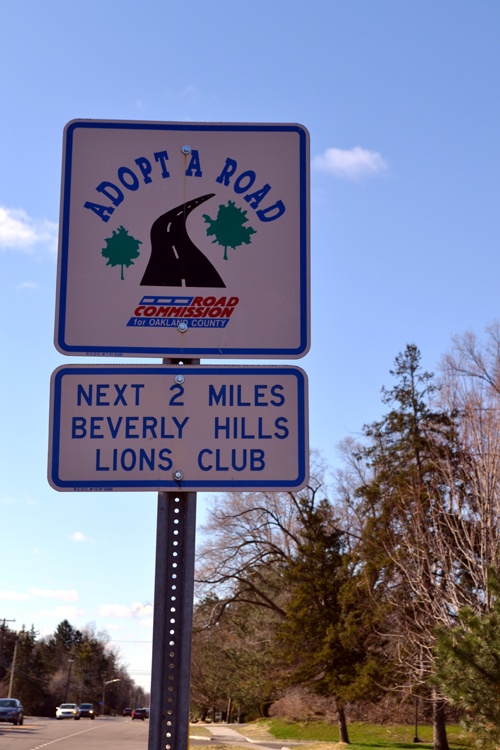 ADOPT A ROAD
ROAD
COMMISSION
for OAKLAND COUNTY
NEXT 2 MILES
BEVERLY HILLS
LIONS CLUB